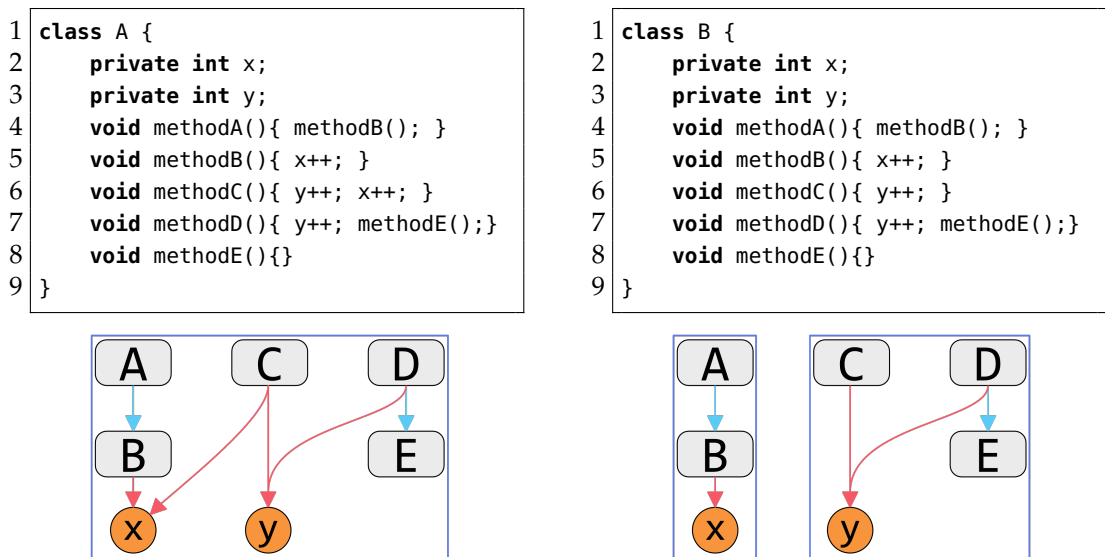 1 class A {
2 private int x;
3 private int y;
4 void methodA(){ methodB(); }
5 void methodB(){ x++; }
6 void methodC(){ y++; x++; }
7 void methodD(){ y++; methodE();}
8 void methodE(){}
9 }
A C D
B E
x y
1 class B {
2 private int x;
3 private int y;
4 void methodA(){ methodB(); }
5 void methodB(){ x++; }
6 void methodC(){ y++; }
7 void methodD(){ y++; methodE();}
8 void methodE(){}
9 }
A C D
B E
x y